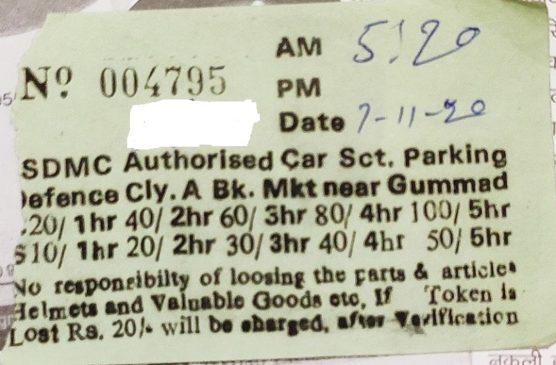 AM 5:20
No 004795
PM
Date 7-11-20
SDMC Authorised Car Sct. Parking
Defence Cly. A Bk. Mkt near Gummad
.20/ 1hr 40/ 2hr 60/ 3hr 80/ 4hr 100/ 5hr
S10/ 1hr 20/ 2hr 30/ 3hr 40/ 4hr 50/ 5hr
No responsibilty of loosing the parts & articles
Helmets and Valuable Goods etc, If Token is
Lost Rs. 20/- will be charged, after Verification